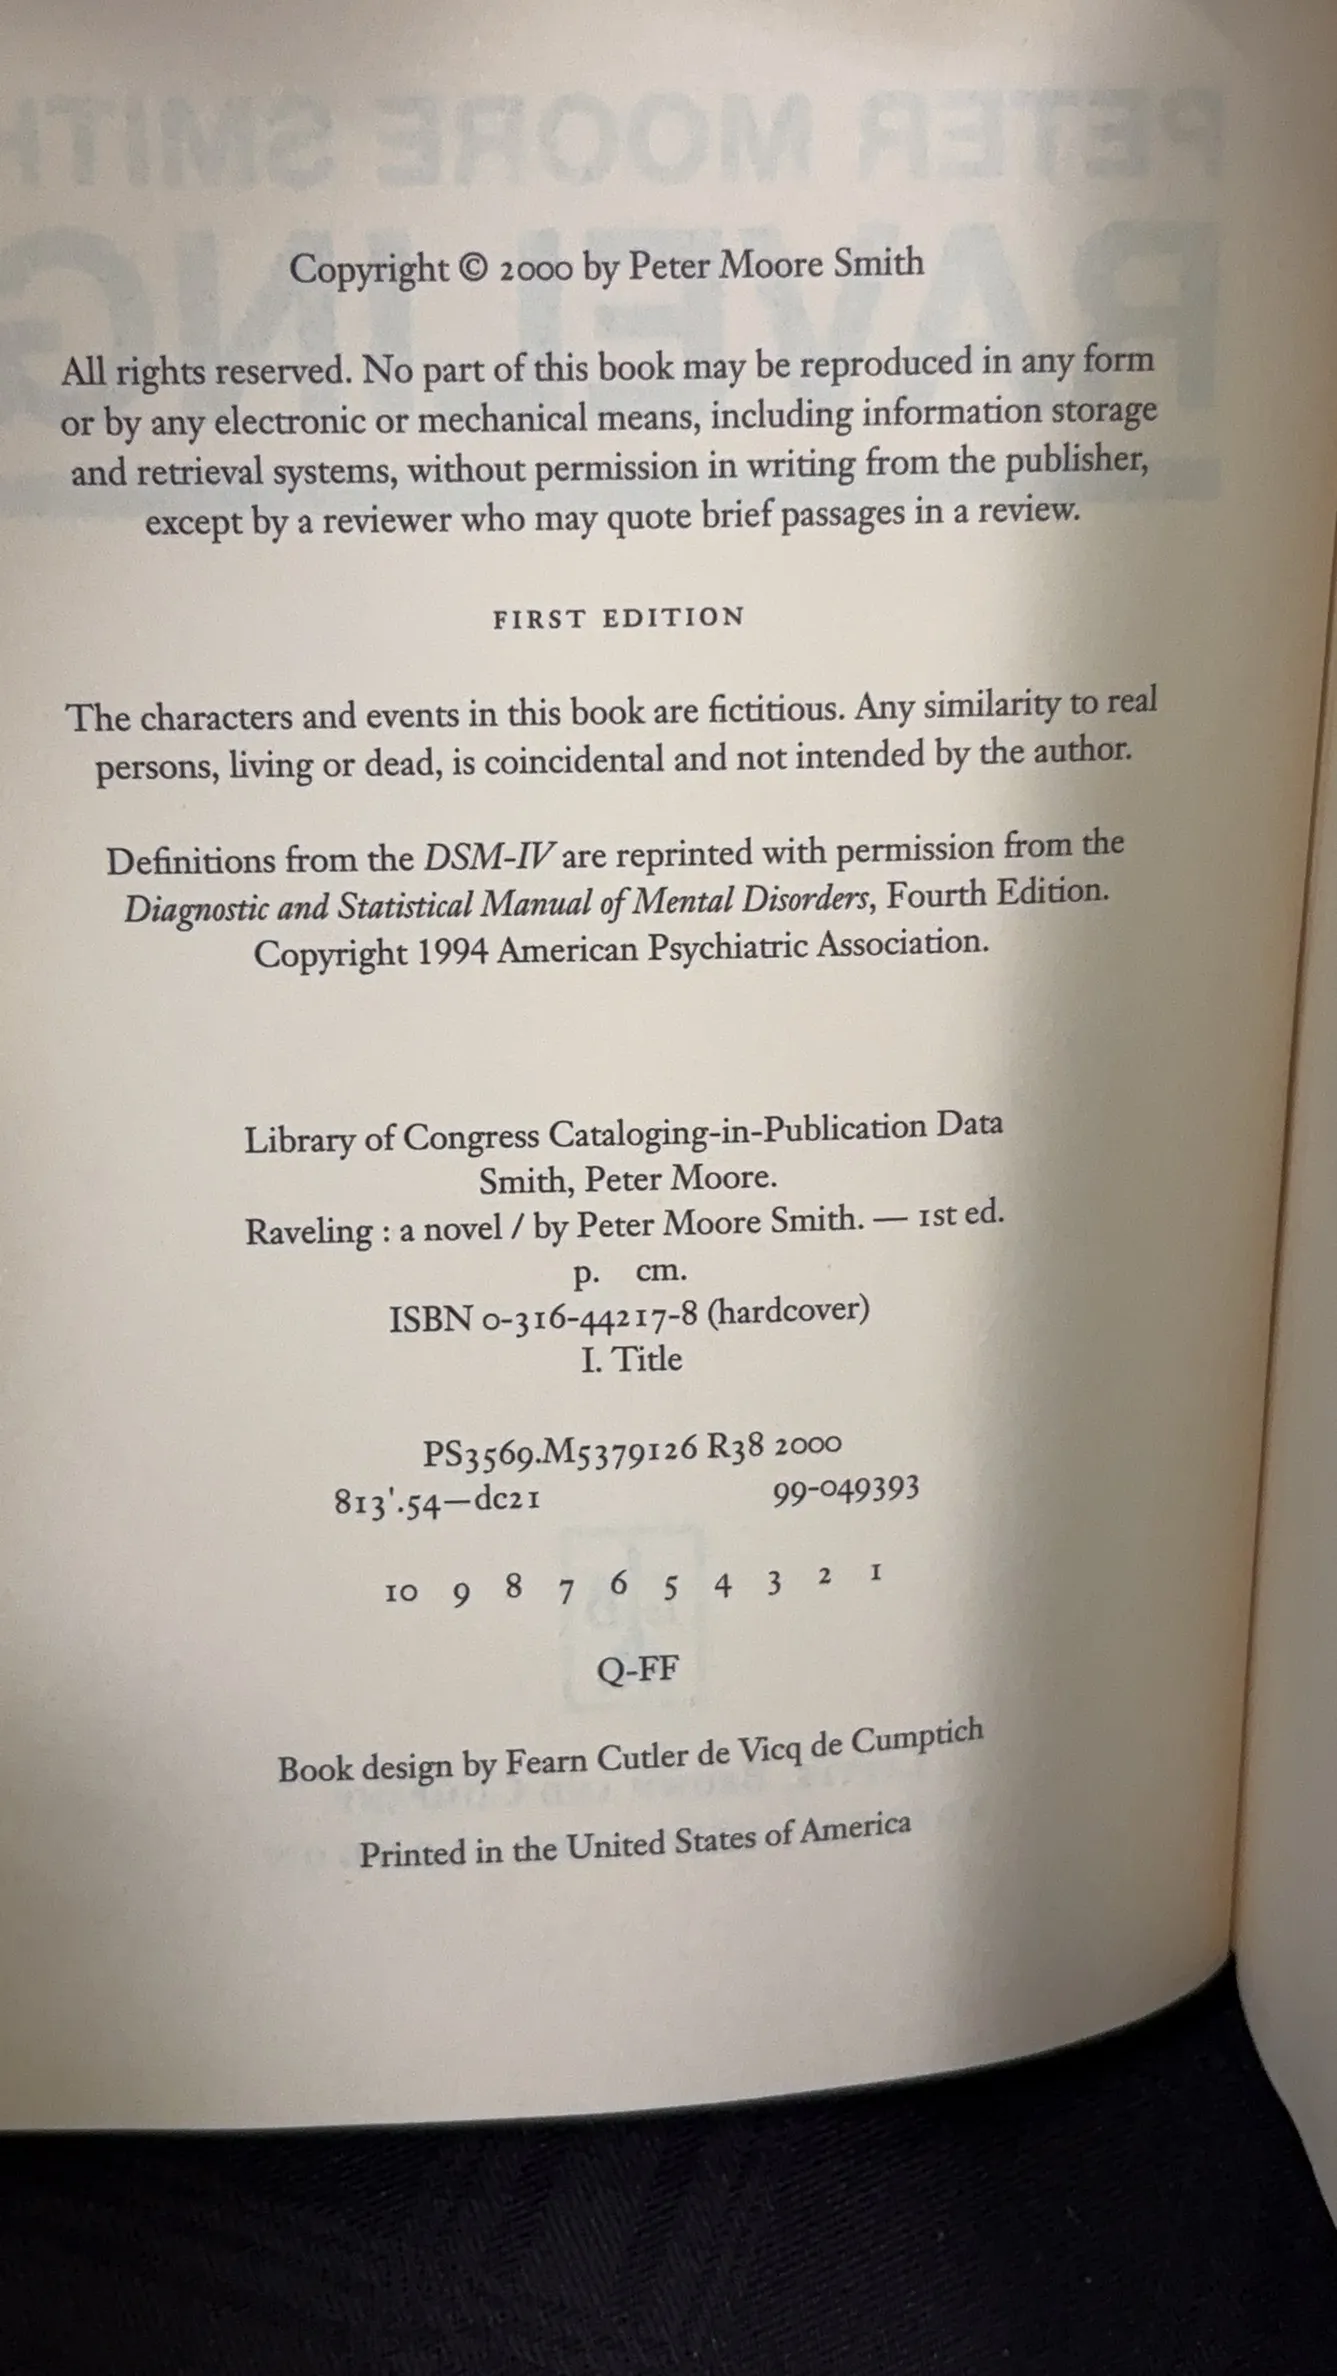 Copyright © 2000 by Peter Moore Smith
All rights reserved. No part of this book may be reproduced in any form
or by any electronic or mechanical means, including information storage
and retrieval systems, without permission in writing from the publisher,
except by a reviewer who may quote brief passages in a review.
FIRST EDITION
The characters and events in this book are fictitious. Any similarity to real
persons, living or dead, is coincidental and not intended by the author.
Definitions from the DSM-IV are reprinted with permission from the
Diagnostic and Statistical Manual of Mental Disorders, Fourth Edition.
Copyright 1994 American Psychiatric Association.
Library of Congress Cataloging-in-Publication Data
Smith, Peter Moore.
Raveling : a novel / by Peter Moore Smith. — 1st ed.
p. cm.
ISBN 0-316-44217-8 (hardcover)
I. Title
PS3569.M5379126 R38 2000
813'.54—dc21 99-049393
10 9 8 7 6 5 4 3 2 1
Q-FF
Book design by Fearn Cutler de Vicq de Cumptich
Printed in the United States of America